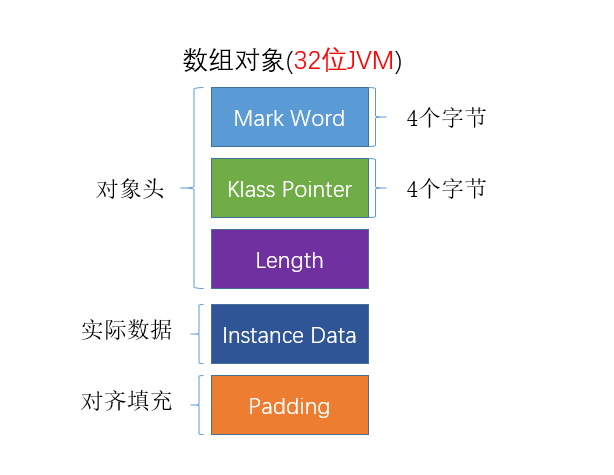 数组对象(32位JVM)
Mark Word
4个字节
对象头
Klass Pointer
4个字节
Length
实际数据
Instance Data
对齐填充
Padding